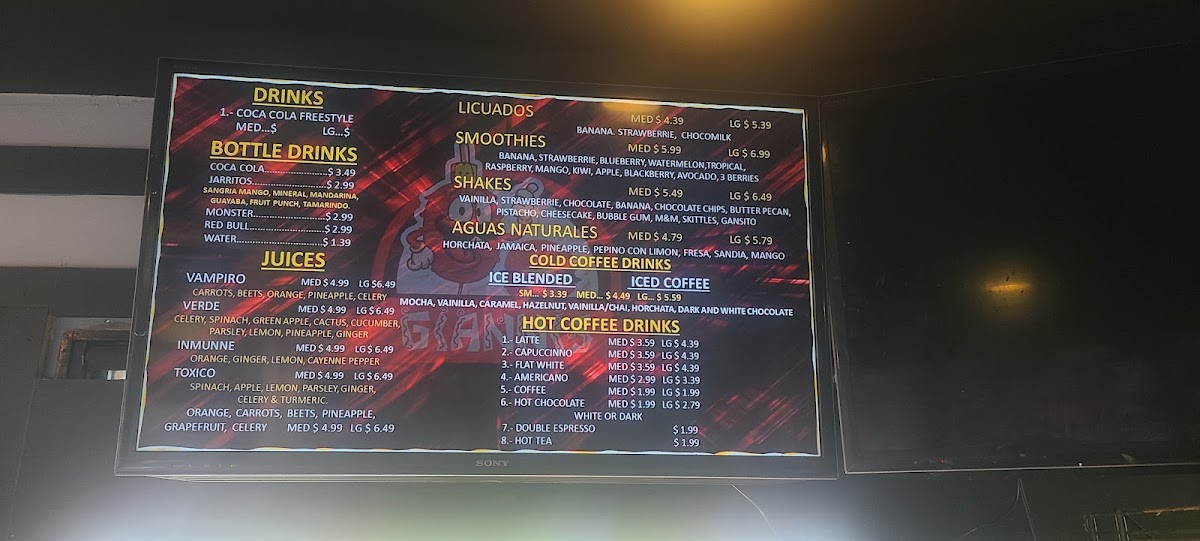 DRINKS
1.- COCA COLA FREESTYLE
MED...$ LG...$
BOTTLE DRINKS
COCA COLA.......................$ 3.49
JARRITOS...........................$ 2.99
SANGRIA MANGO, MINERAL, MANDARINA,
GUAYABA, FRUIT PUNCH, TAMARINDO.
MONSTER..........................$2.99
RED BULL...........................$2.99
WATER...............................$ 1.39
JUICES
VAMPIRO MED $ 4.99 LG $6.49
CARROTS, BEETS, ORANGE, PINEAPPLE, CELERY
VERDE MED $ 4.99 LG $ 6.49
CELERY, SPINACH, GREEN APPLE, CACTUS, CUCUMBER,
PARSLEY, LEMON, PINEAPPLE, GINGER
INMUNNE MED $ 4.99 LG $ 6.49
ORANGE, GINGER, LEMON, CAYENNE PEPPER
TOXICO MED $ 4.99 LG $ 6.49
SPINACH, APPLE, LEMON, PARSLEY, GINGER,
CELERY & TURMERIC.
ORANGE, CARROTS, BEETS, PINEAPPLE,
GRAPEFRUIT, CELERY MED $ 4.99 LG $ 6.49
LICUADOS MED $ 4.39 LG $ 5.39
BANANA. STRAWBERRIE, CHOCOMILK
SMOOTHIES MED $ 5.99 LG $ 6.99
BANANA, STRAWBERRIE, BLUEBERRY, WATERMELON,TROPICAL,
RASPBERRY, MANGO, KIWI, APPLE, BLACKBERRY, AVOCADO, 3 BERRIES
SHAKES MED $ 5.49 LG $ 6.49
VAINILLA, STRAWBERRIE, CHOCOLATE, BANANA, CHOCOLATE CHIPS, BUTTER PECAN,
PISTACHO, CHEESECAKE, BUBBLE GUM, M&M, SKITTLES, GANSITO
AGUAS NATURALES MED $ 4.79 LG $ 5.79
HORCHATA, JAMAICA, PINEAPPLE, PEPINO CON LIMON, FRESA, SANDIA, MANGO
COLD COFFEE DRINKS
ICE BLENDED ICED COFFEE
SM... $ 3.39 MED... $ 4.49 LG... $ 5.59
MOCHA, VAINILLA, CARAMEL, HAZELNUT, VAINILLA/CHAI, HORCHATA, DARK AND WHITE CHOCOLATE
HOT COFFEE DRINKS
1.- LATTE MED $ 3.59 LG $ 4.39
2.- CAPUCCINNO MED $ 3.59 LG $ 4.39
3.- FLAT WHITE MED $ 3.59 LG $ 4.39
4.- AMERICANO MED $ 2.99 LG $ 3.39
5.- COFFEE MED $ 1.99 LG $ 1.99
6.- HOT CHOCOLATE MED $ 1.99 LG $ 2.79
WHITE OR DARK
7.- DOUBLE ESPRESSO $ 1.99
8.- HOT TEA $ 1.99
SONY